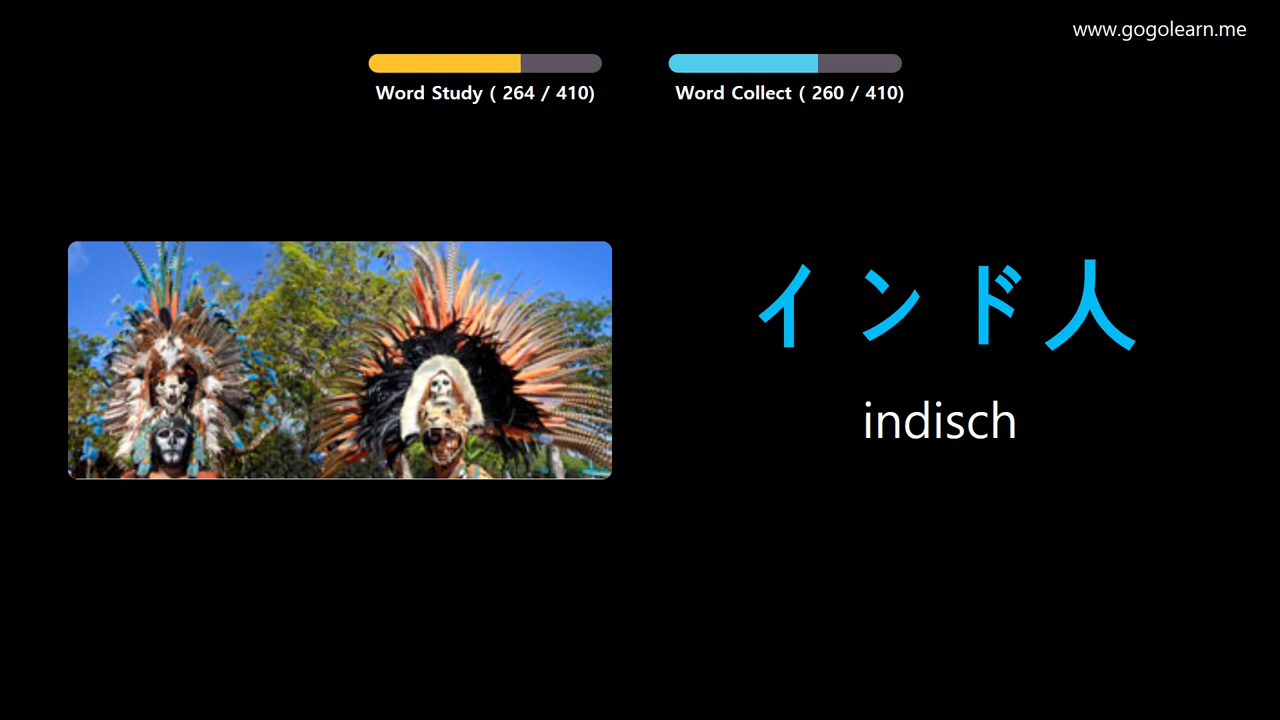 www.gogolearn.me
Word Study ( 264 / 410)
Word Collect ( 260 / 410)
インド人
indisch